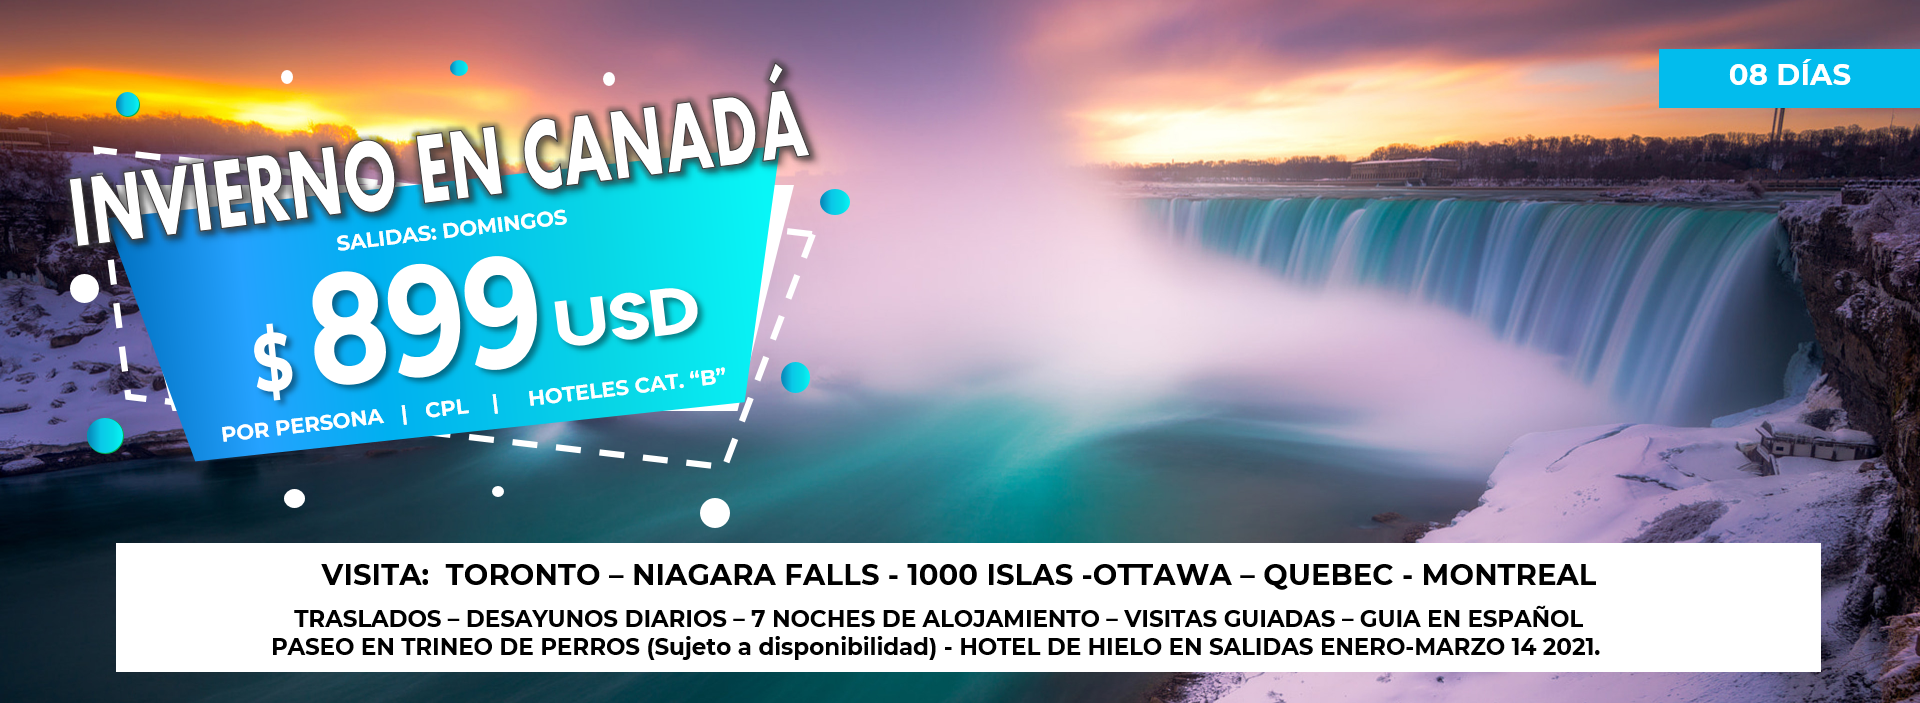 08 DÍAS
INVIERNO EN CANADÁ
SALIDAS: DOMINGOS
$ 899 USD
POR PERSONA | CPL | HOTELES CAT. “B”
VISITA: TORONTO – NIAGARA FALLS - 1000 ISLAS -OTTAWA – QUEBEC - MONTREAL
TRASLADOS – DESAYUNOS DIARIOS – 7 NOCHES DE ALOJAMIENTO – VISITAS GUIADAS – GUIA EN ESPAÑOL
PASEO EN TRINEO DE PERROS (Sujeto a disponibilidad) - HOTEL DE HIELO EN SALIDAS ENERO-MARZO 14 2021.